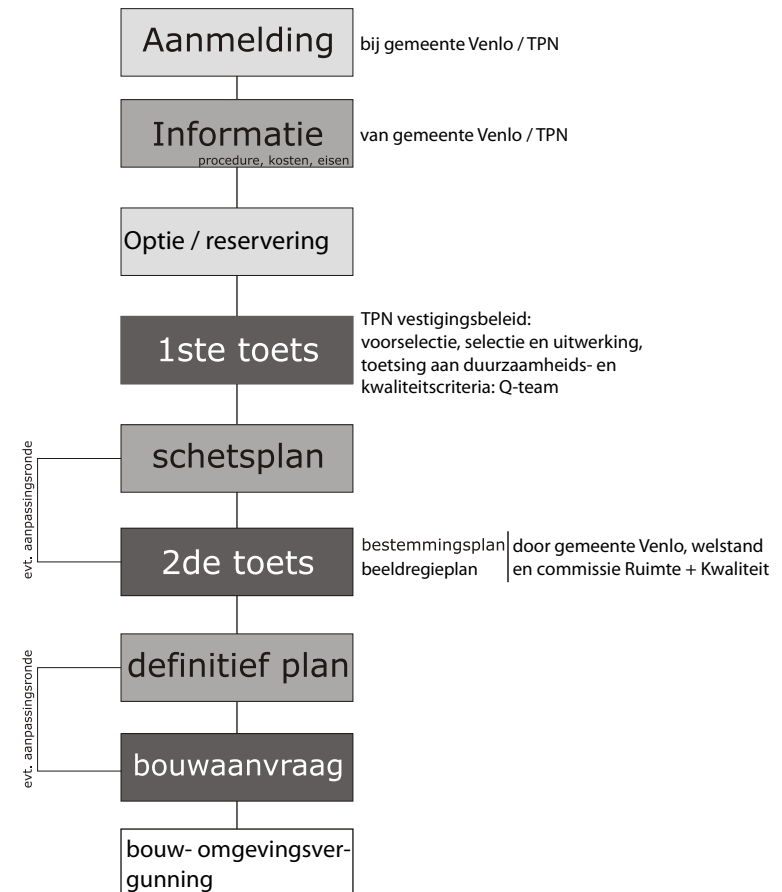 Aanmelding
bij gemeente Venlo / TPN
Informatie
procedure, kosten, eisen
van gemeente Venlo / TPN
Optie / reservering
1ste toets
TPN vestigingsbeleid:
voorselectie, selectie en uitwerking,
toetsing aan duurzaamheids- en
kwaliteitscriteria: Q-team
schetsplan
evt. aanpassingsronde
2de toets
bestemmingsplan
beeldregieplan
door gemeente Venlo, welstand
en commissie Ruimte + Kwaliteit
definitief plan
evt. aanpassingsronde
bouwaanvraag
bouw- omgevingsver-
gunning